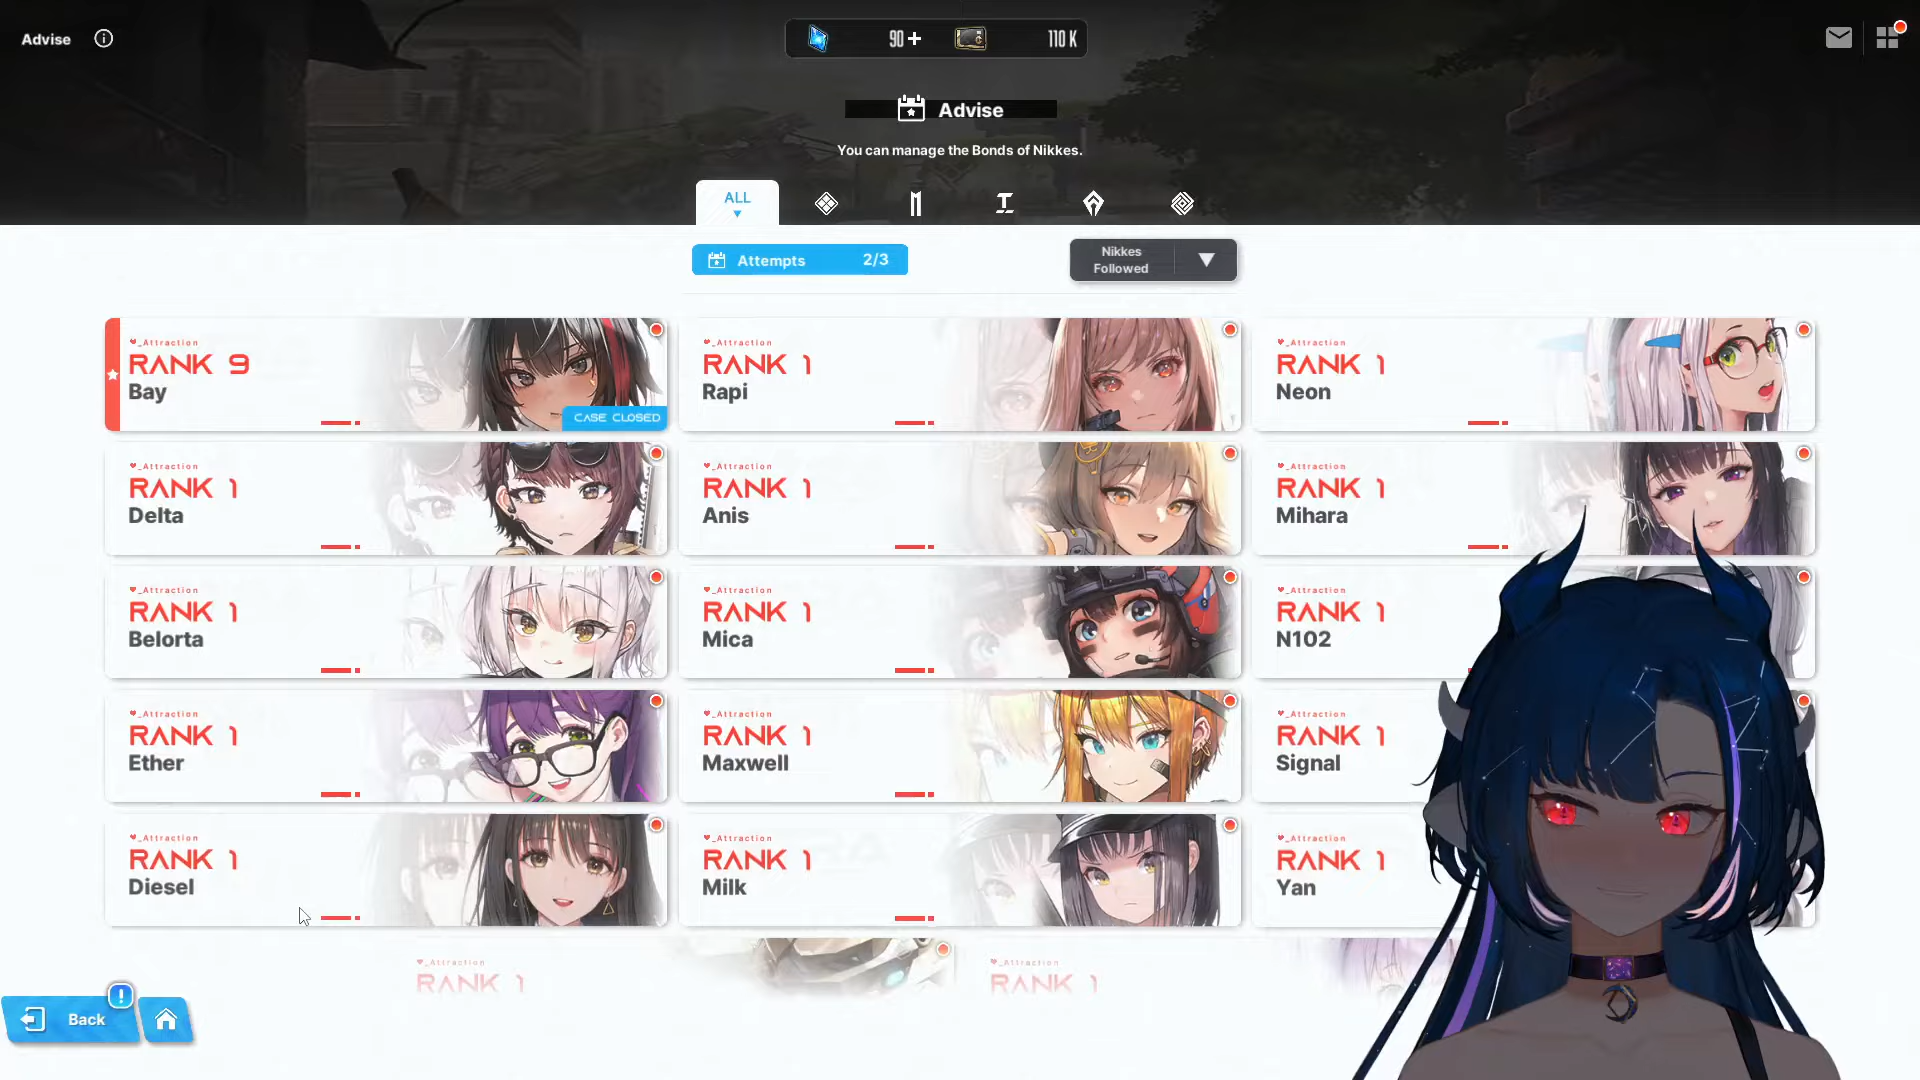 Advise
90+
110 K
Advise
You can manage the Bonds of Nikkes.
ALL
Attempts 2/3
Nikkes
Followed
Attraction
RANK 9
Bay
CASE CLOSED
Attraction
RANK 1
Rapi
Attraction
RANK 1
Neon
Attraction
RANK 1
Delta
Attraction
RANK 1
Anis
Attraction
RANK 1
Mihara
Attraction
RANK 1
Belorta
Attraction
RANK 1
Mica
Attraction
RANK 1
N102
Attraction
RANK 1
Ether
Attraction
RANK 1
Maxwell
Attraction
RANK 1
Signal
Attraction
RANK 1
Diesel
Attraction
RANK 1
Milk
Attraction
RANK 1
Yan
Attraction
RANK 1
Attraction
RANK 1
Back